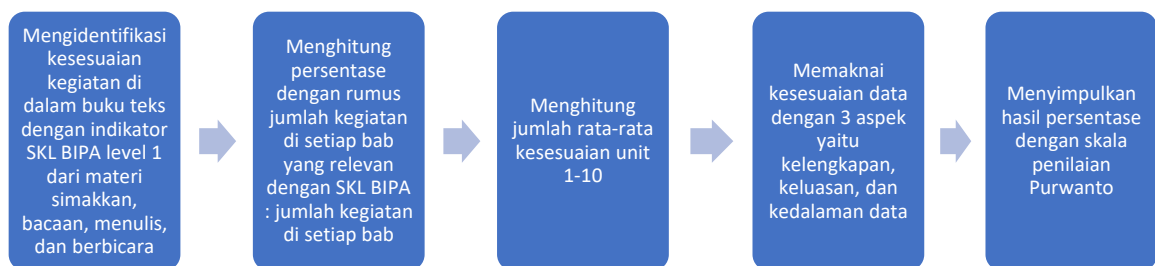 Mengidentifikasi
kesesuaian
kegiatan di
dalam buku teks
dengan indikator
SKL BIPA level 1
dari materi
simakkan,
bacaan, menulis,
dan berbicara
Menghitung
persentase
dengan rumus
jumlah kegiatan
di setiap bab
yang relevan
dengan SKL BIPA
: jumlah kegiatan
di setiap bab
Menghitung
jumlah rata-rata
kesesuaian unit
1-10
Memaknai
kesesuaian data
dengan 3 aspek
yaitu
kelengkapan,
keluasan, dan
kedalaman data
Menyimpulkan
hasil persentase
dengan skala
penilaian
Purwanto